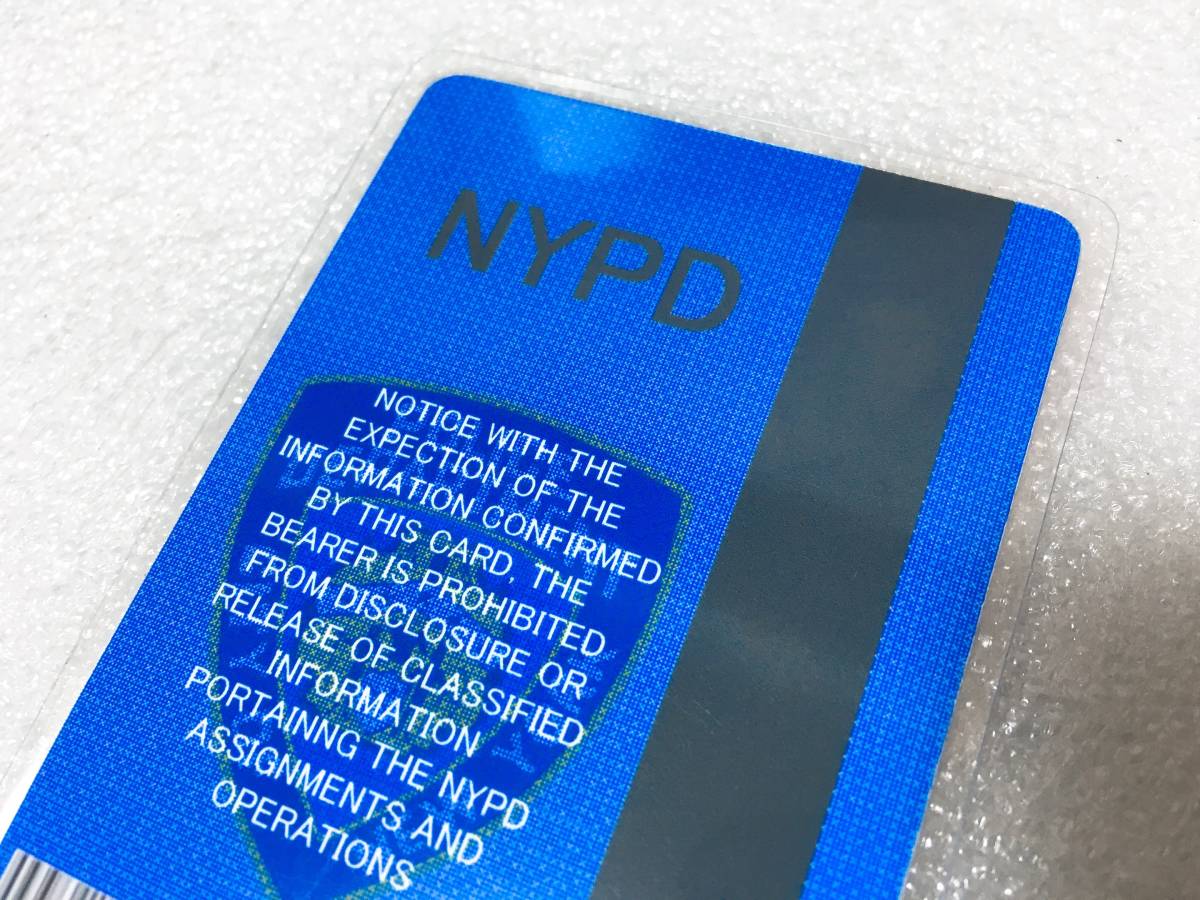 NYPD
NOTICE WITH THE
EXPECTION OF THE
INFORMATION CONFIRMED
BY THIS CARD, THE
BEARER IS PROHIBITED
FROM DISCLOSURE OR
RELEASE OF CLASSIFIED
INFORMATION
PORTAINNG THE NYPD
ASSIGNMENTS AND
OPERATIONS